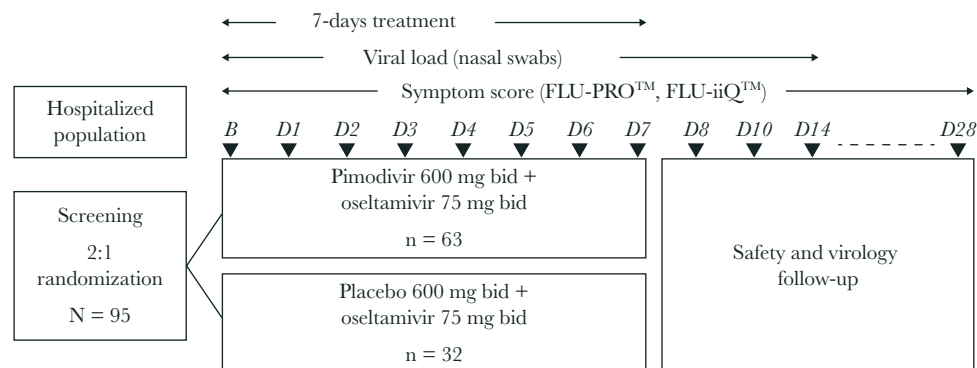 7-days treatment
Viral load (nasal swabs)
Symptom score (FLU-PRO™, FLU-iiQ™)
Hospitalized
population
B D1 D2 D3 D4 D5 D6 D7 D8 D10 D14 D28
Pimodivir 600 mg bid +
oseltamivir 75 mg bid
n = 63
Screening
2:1
randomization
N = 95
Placebo 600 mg bid +
oseltamivir 75 mg bid
n = 32
Safety and virology
follow-up